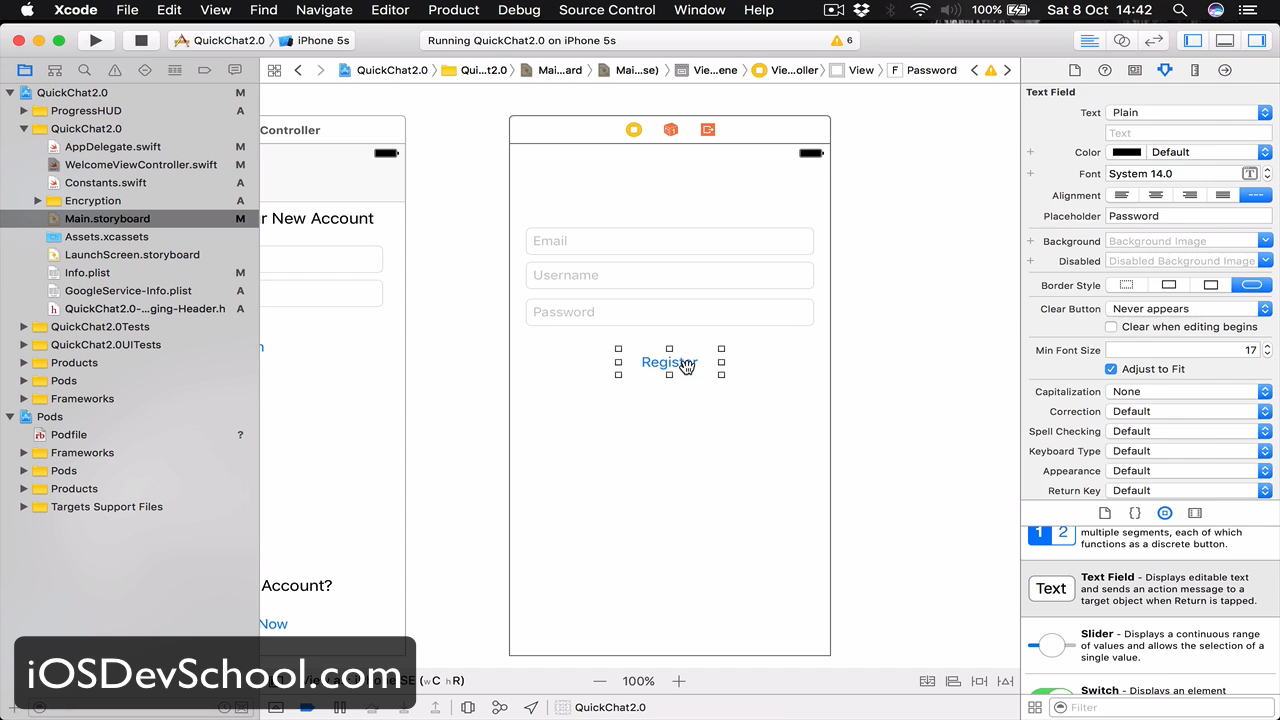 Xcode File Edit View Find Navigate Editor Product Debug Source Control Window Help 100% Sat 8 Oct 14:42
QuickChat2.0 iPhone 5s Running QuickChat2.0 on iPhone 5s 6
QuickChat2.0 Qui...t2.0 Mai...ard Mai...se) Vie...ene Vie...oller View F Password
QuickChat2.0 M
ProgressHUD A
QuickChat2.0
AppDelegate.swift M
WelcomeViewController.swift A
Constants.swift A
Encryption A
Main.storyboard M
Assets.xcassets A
LaunchScreen.storyboard
Info.plist M
GoogleService-Info.plist A
QuickChat2.0-...ging-Header.h A
QuickChat2.0Tests
QuickChat2.0UITests
Products
Pods
Frameworks
Pods
Podfile ?
Frameworks
Pods
Products
Targets Support Files
Controller
r New Account
Account?
Now
Email
Username
Password
Register
100%
QuickChat2.0
Text Field
Text Plain
Text
Color Default
Font System 14.0
Alignment
Placeholder Password
Background Background Image
Disabled Disabled Background Image
Border Style
Clear Button Never appears
Clear when editing begins
Min Font Size 17
Adjust to Fit
Capitalization None
Correction Default
Spell Checking Default
Keyboard Type Default
Appearance Default
Return Key Default
1 2 multiple segments, each of which
functions as a discrete button.
Text Text Field - Displays editable text
and sends an action message to a
target object when Return is tapped.
Slider - Displays a continuous range
of values and allows the selection of a
single value.
Switch - Displays an element
Filter
iOSDevSchool.com